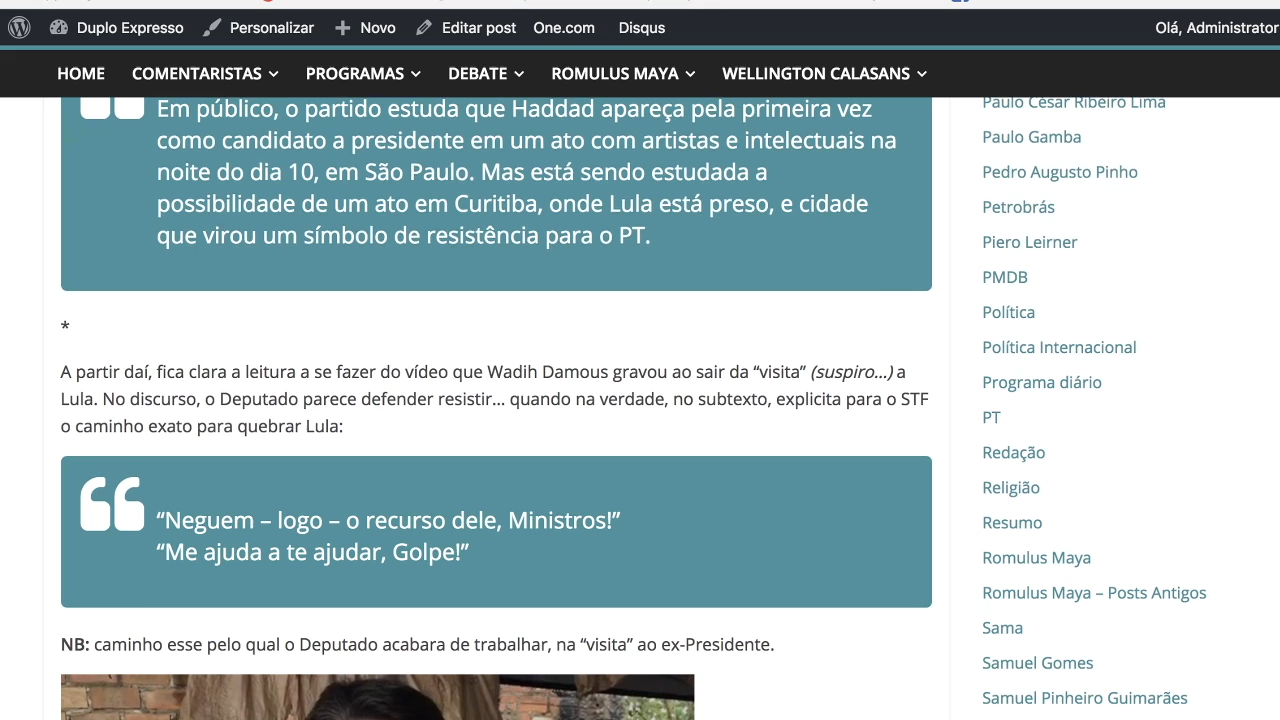 Duplo Expresso Personalizar Novo Editar post One.com Disqus Olá, Administrator
HOME COMENTARISTAS PROGRAMAS DEBATE ROMULUS MAYA WELLINGTON CALASANS
Em público, o partido estuda que Haddad apareça pela primeira vez
como candidato a presidente em um ato com artistas e intelectuais na
noite do dia 10, em São Paulo. Mas está sendo estudada a
possibilidade de um ato em Curitiba, onde Lula está preso, e cidade
que virou um símbolo de resistência para o PT.
*
A partir daí, fica clara a leitura a se fazer do vídeo que Wadih Damous gravou ao sair da “visita” (suspiro...) a
Lula. No discurso, o Deputado parece defender resistir... quando na verdade, no subtexto, explicita para o STF
o caminho exato para quebrar Lula:
“Neguem – logo – o recurso dele, Ministros!”
“Me ajuda a te ajudar, Golpe!”
NB: caminho esse pelo qual o Deputado acabara de trabalhar, na “visita” ao ex-Presidente.
Paulo César Ribeiro Lima
Paulo Gamba
Pedro Augusto Pinho
Petrobrás
Piero Leirner
PMDB
Política
Política Internacional
Programa diário
PT
Redação
Religião
Resumo
Romulus Maya
Romulus Maya – Posts Antigos
Sama
Samuel Gomes
Samuel Pinheiro Guimarães